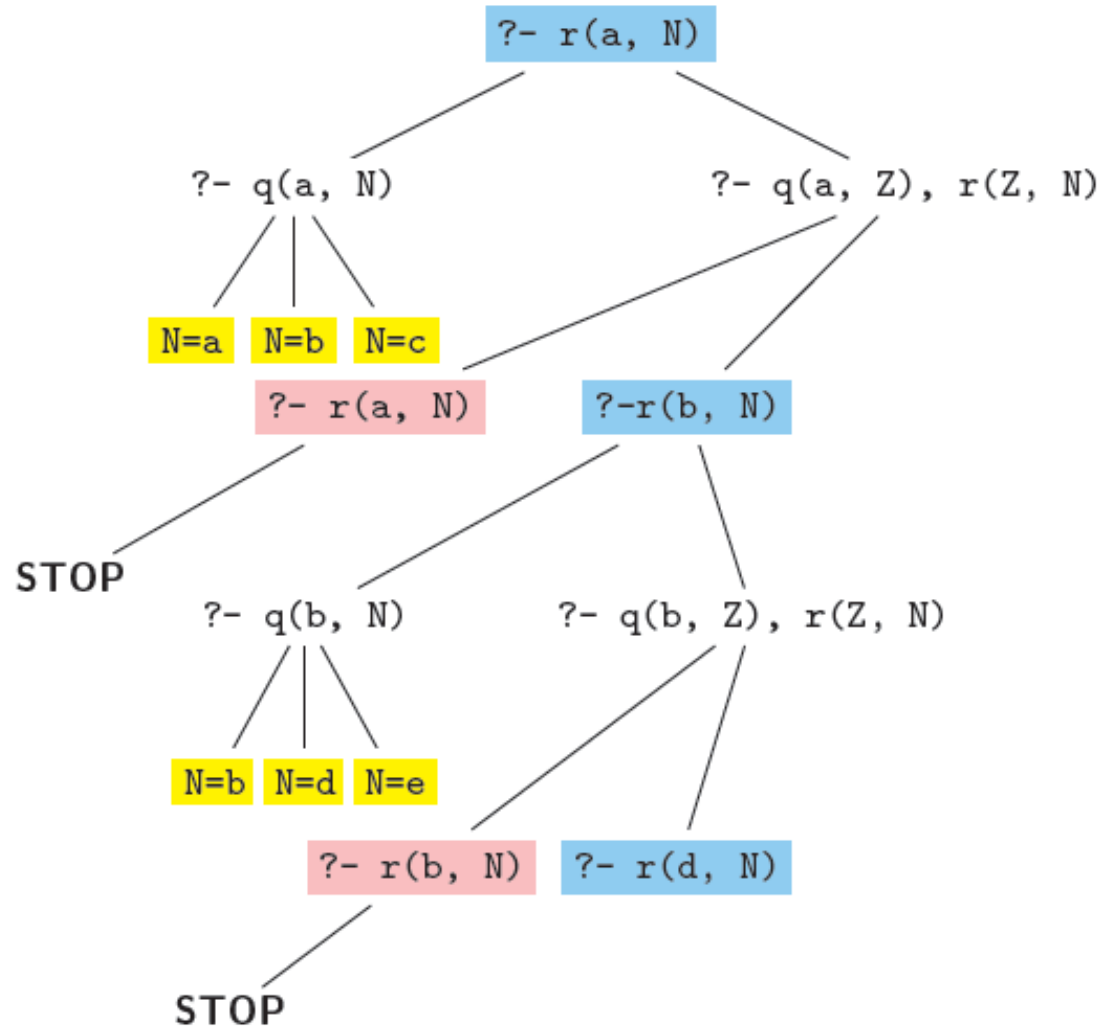 ?- r(a, N)
?- q(a, N) ?- q(a, Z), r(Z, N)
N=a N=b N=c
?- r(a, N) ?-r(b, N)
STOP
?- q(b, N) ?- q(b, Z), r(Z, N)
N=b N=d N=e
?- r(b, N) ?- r(d, N)
STOP